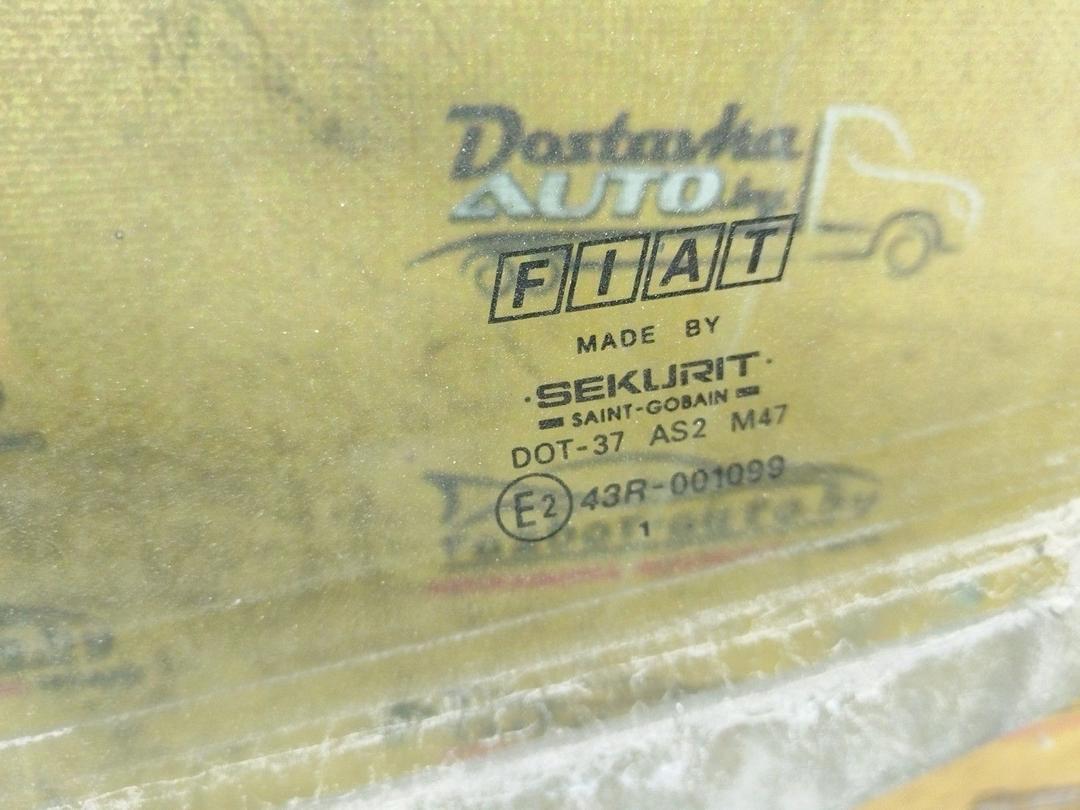 Dostavka
AUTO.by
FIAT
MADE BY
·SEKURIT·
SAINT-GOBAIN
DOT-37 AS2 M47
E2 43R-001099
1